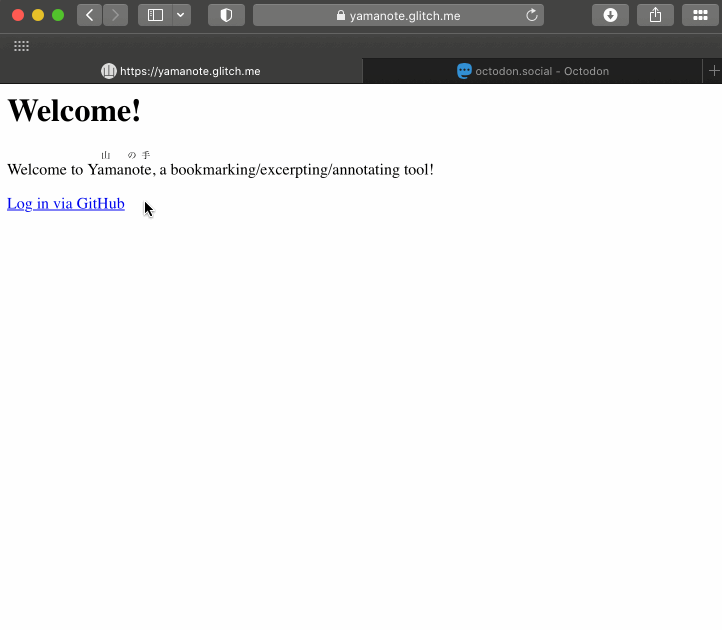 yamanote.glitch.me
https://yamanote.glitch.me
octodon.social – Octodon
Welcome!
山 の 手
Welcome to Yamanote, a bookmarking/excerpting/annotating tool!
Log in via GitHub